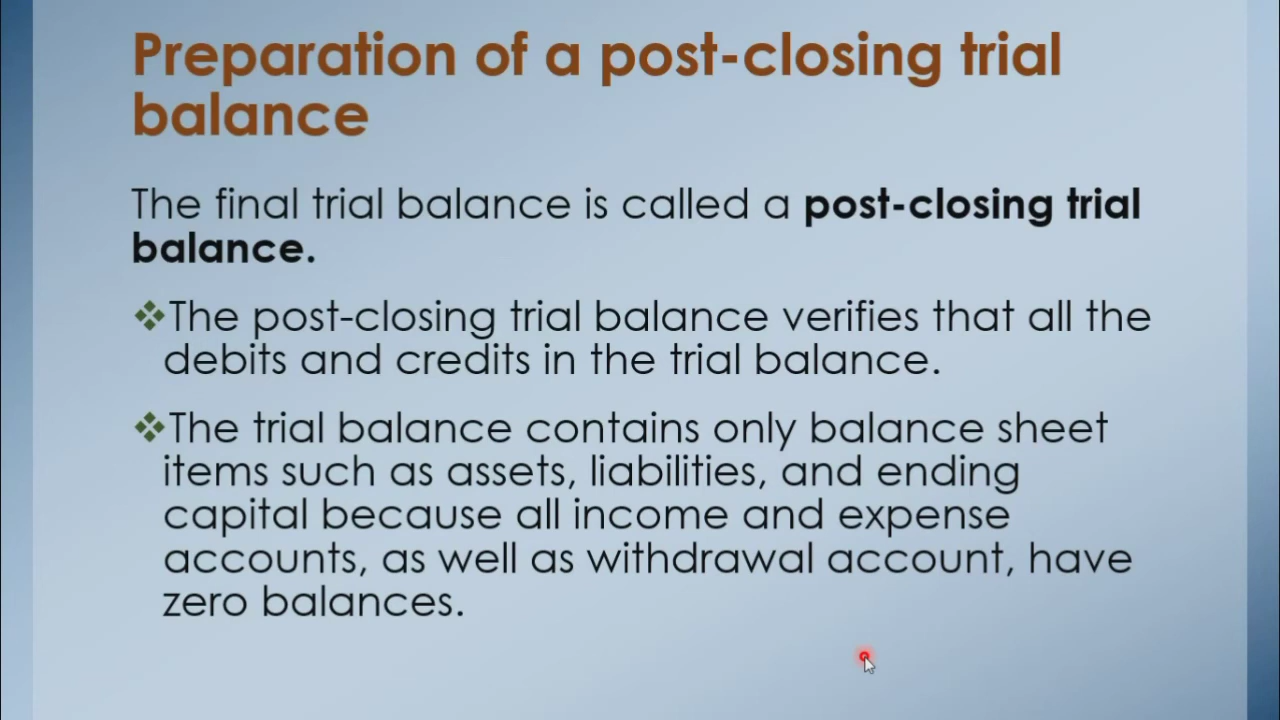 Preparation of a post-closing trial
balance
The final trial balance is called a post-closing trial
balance.
❖The post-closing trial balance verifies that all the
debits and credits in the trial balance.
❖The trial balance contains only balance sheet
items such as assets, liabilities, and ending
capital because all income and expense
accounts, as well as withdrawal account, have
zero balances.